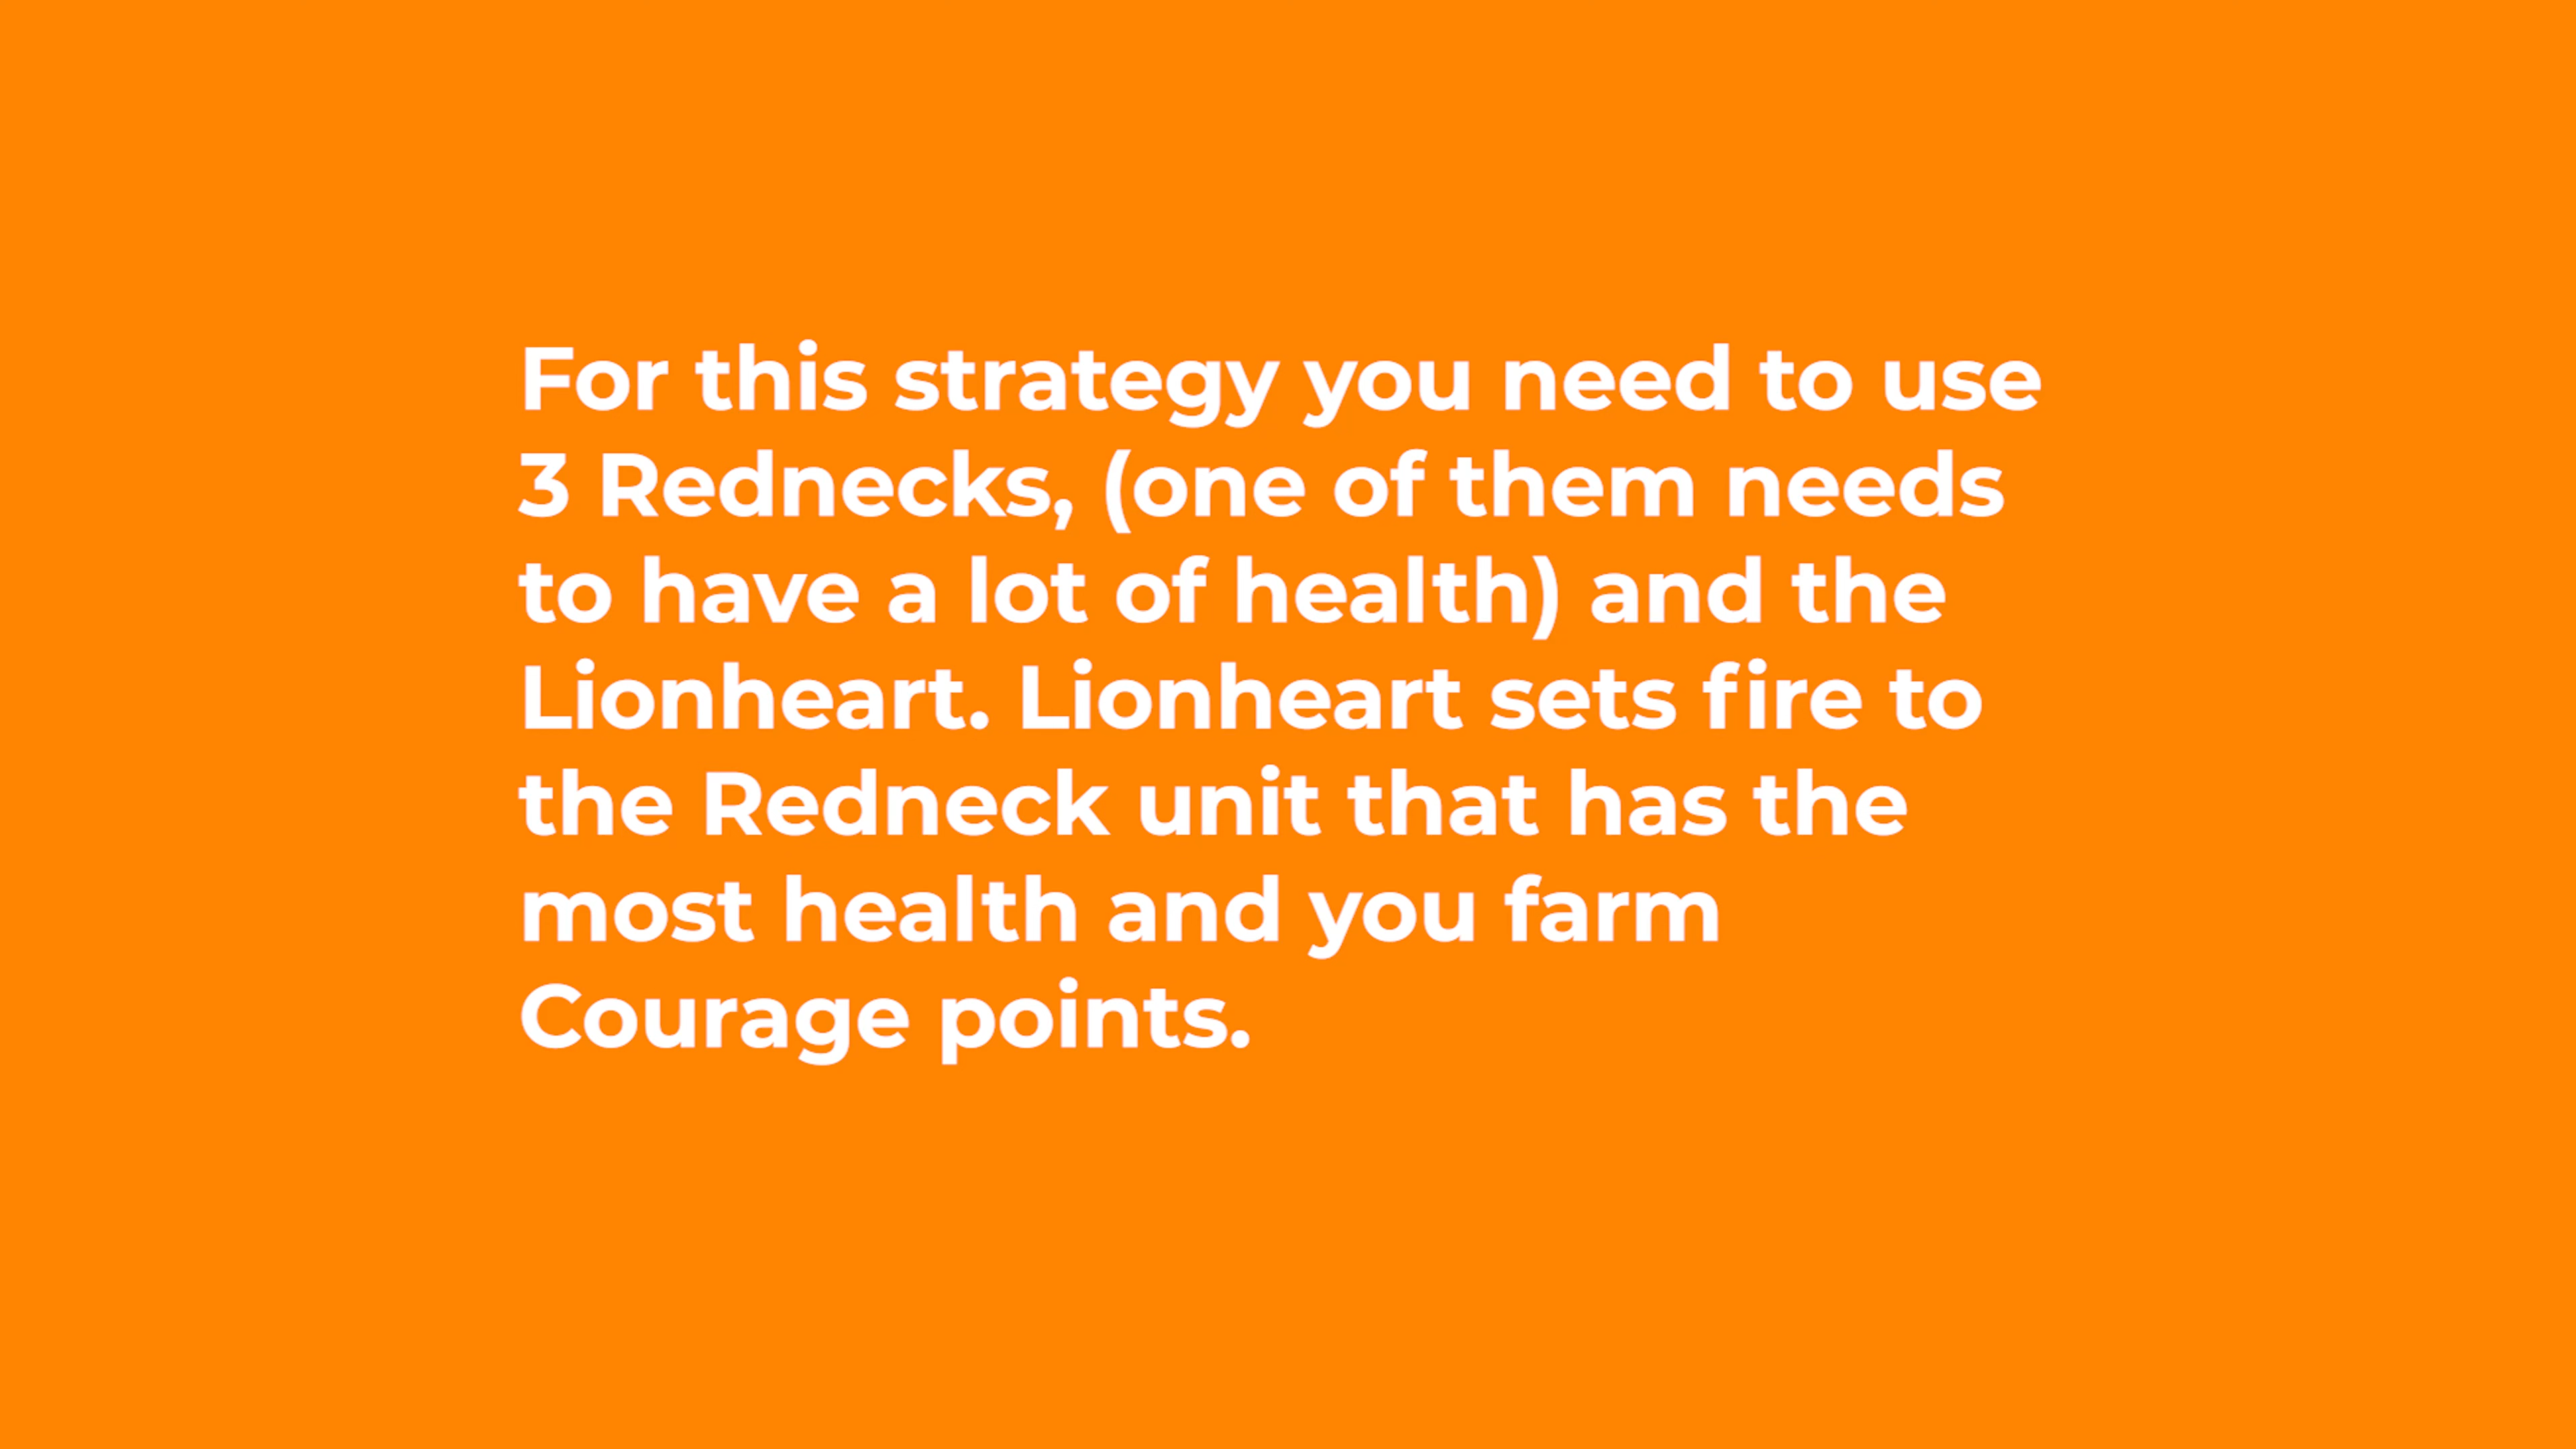 For this strategy you need to use
3 Rednecks, (one of them needs
to have a lot of health) and the
Lionheart. Lionheart sets fire to
the Redneck unit that has the
most health and you farm
Courage points.